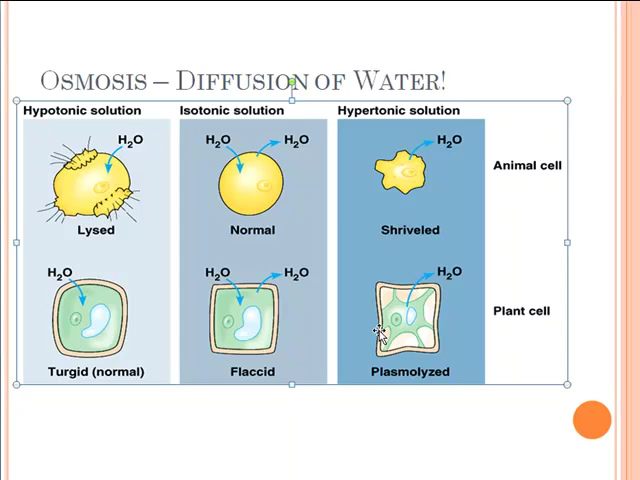 OSMOSIS – DIFFUSION OF WATER!
Hypotonic solution
Isotonic solution
Hypertonic solution
H₂O
H₂O
H₂O
H₂O
Animal cell
Lysed
Normal
Shriveled
H₂O
H₂O
H₂O
H₂O
Plant cell
Turgid (normal)
Flaccid
Plasmolyzed